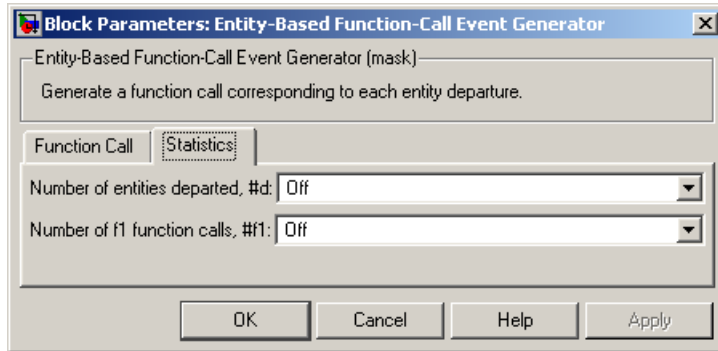 Block Parameters: Entity-Based Function-Call Event Generator
Entity-Based Function-Call Event Generator (mask)
Generate a function call corresponding to each entity departure.
Function Call Statistics
Number of entities departed, #d: Off
Number of f1 function calls, #f1: Off
OK Cancel Help Apply